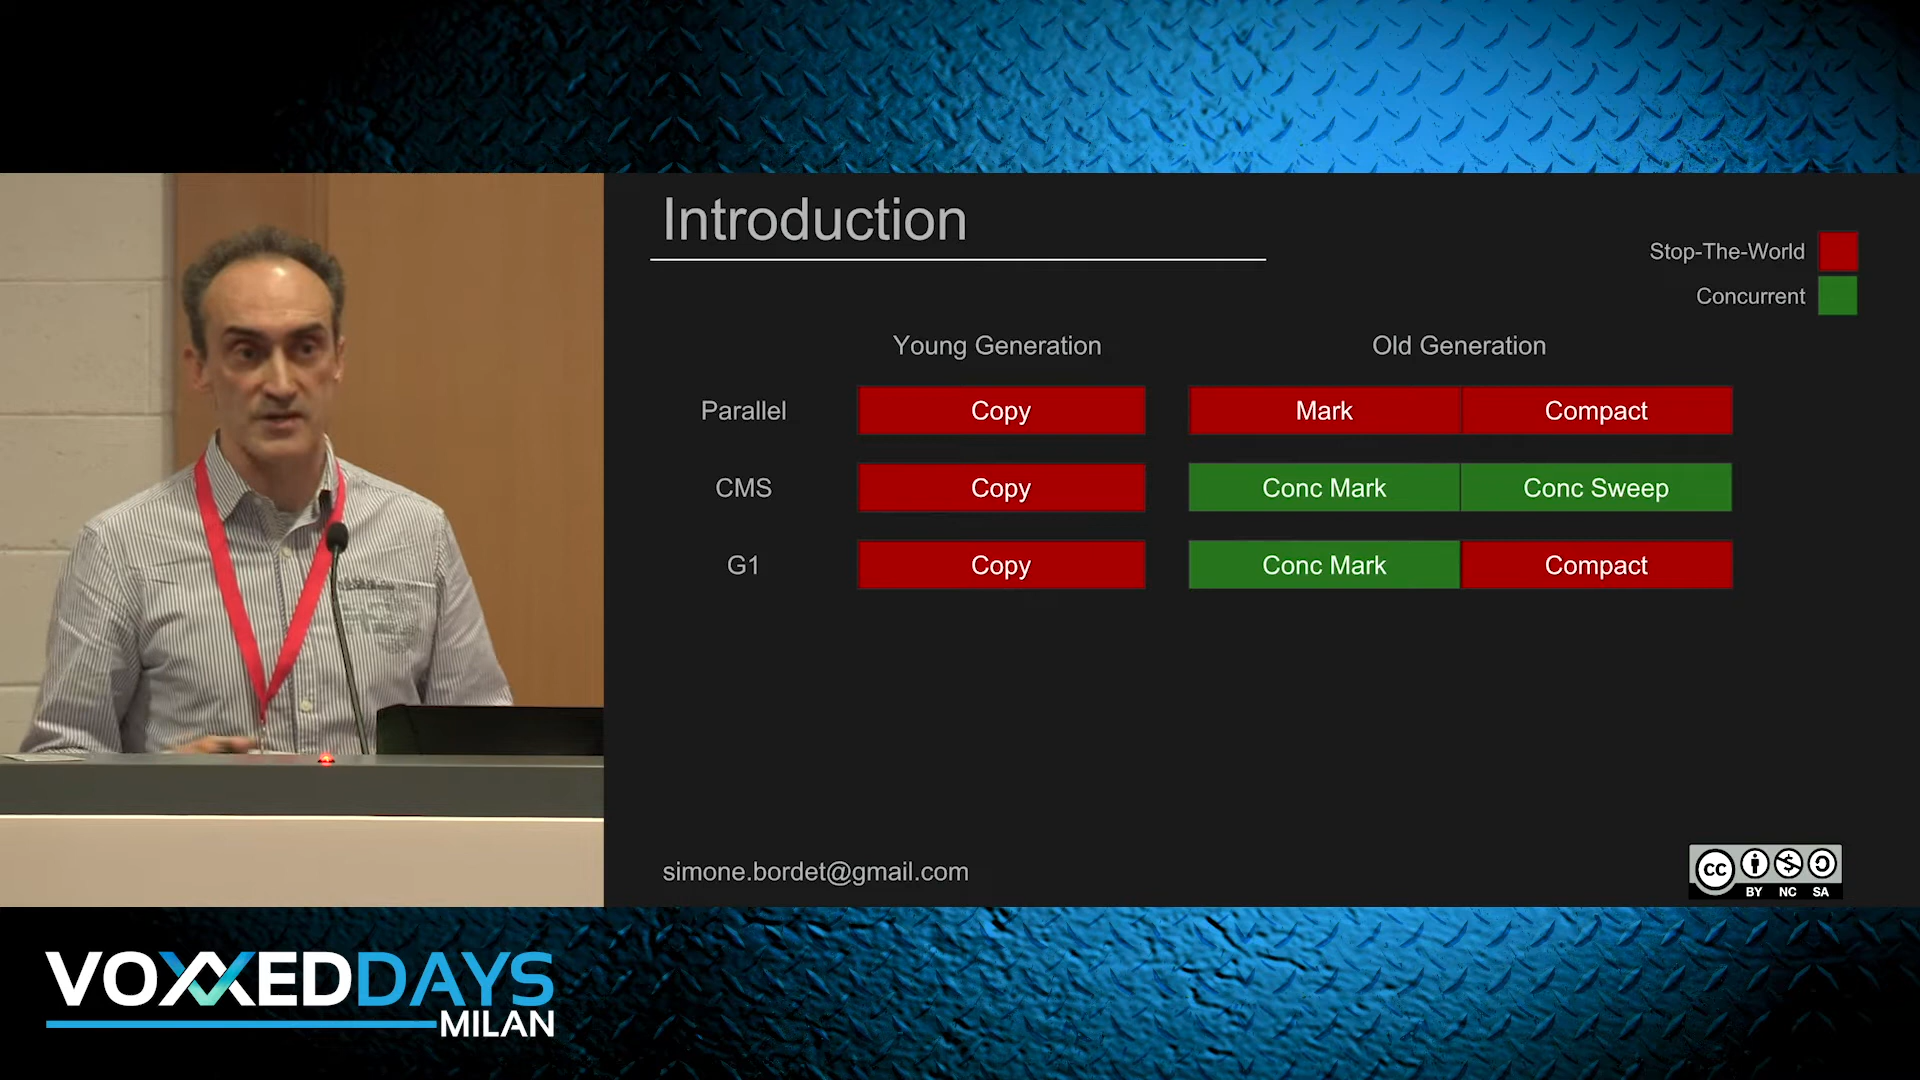 Introduction
Stop-The-World
Concurrent
Young Generation Old Generation
Parallel Copy Mark Compact
CMS Copy Conc Mark Conc Sweep
G1 Copy Conc Mark Compact
simone.bordet@gmail.com
cc BY NC SA
VOXXEDDAYS
MILAN